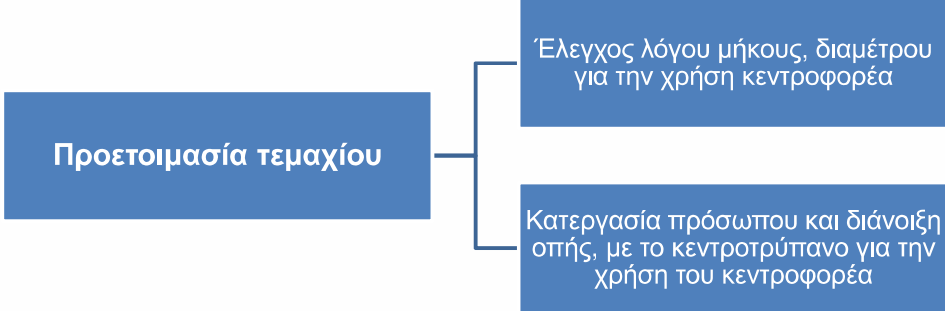 Προετοιμασία τεμαχίου
Έλεγχος λόγου μήκους, διαμέτρου
για την χρήση κεντροφορέα
Κατεργασία πρόσωπου και διάνοιξη
οπής, με το κεντροτρύπανο για την
χρήση του κεντροφορέα